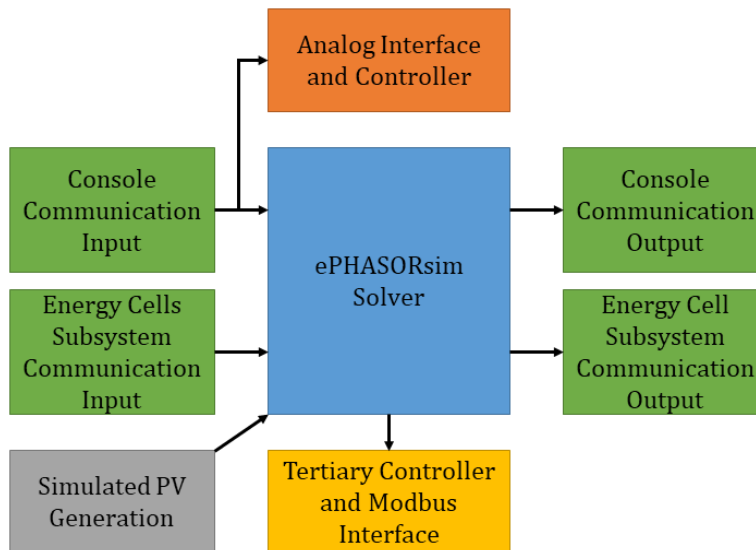 Analog Interface
and Controller
Console
Communication
Input
ePHASORsim
Solver
Console
Communication
Output
Energy Cells
Subsystem
Communication
Input
Energy Cell
Subsystem
Communication
Output
Simulated PV
Generation
Tertiary Controller
and Modbus
Interface